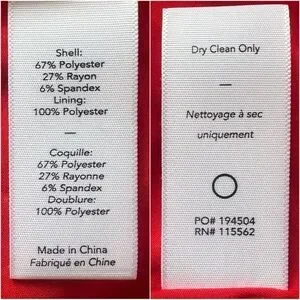 Shell:
67% Polyester
27% Rayon
6% Spandex
Lining:
100% Polyester
—
Coquille:
67% Polyester
27% Rayonne
6% Spandex
Doublure:
100% Polyester
Made in China
Fabriqué en Chine
Dry Clean Only
—
Nettoyage à sec
uniquement
PO# 194504
RN# 115562